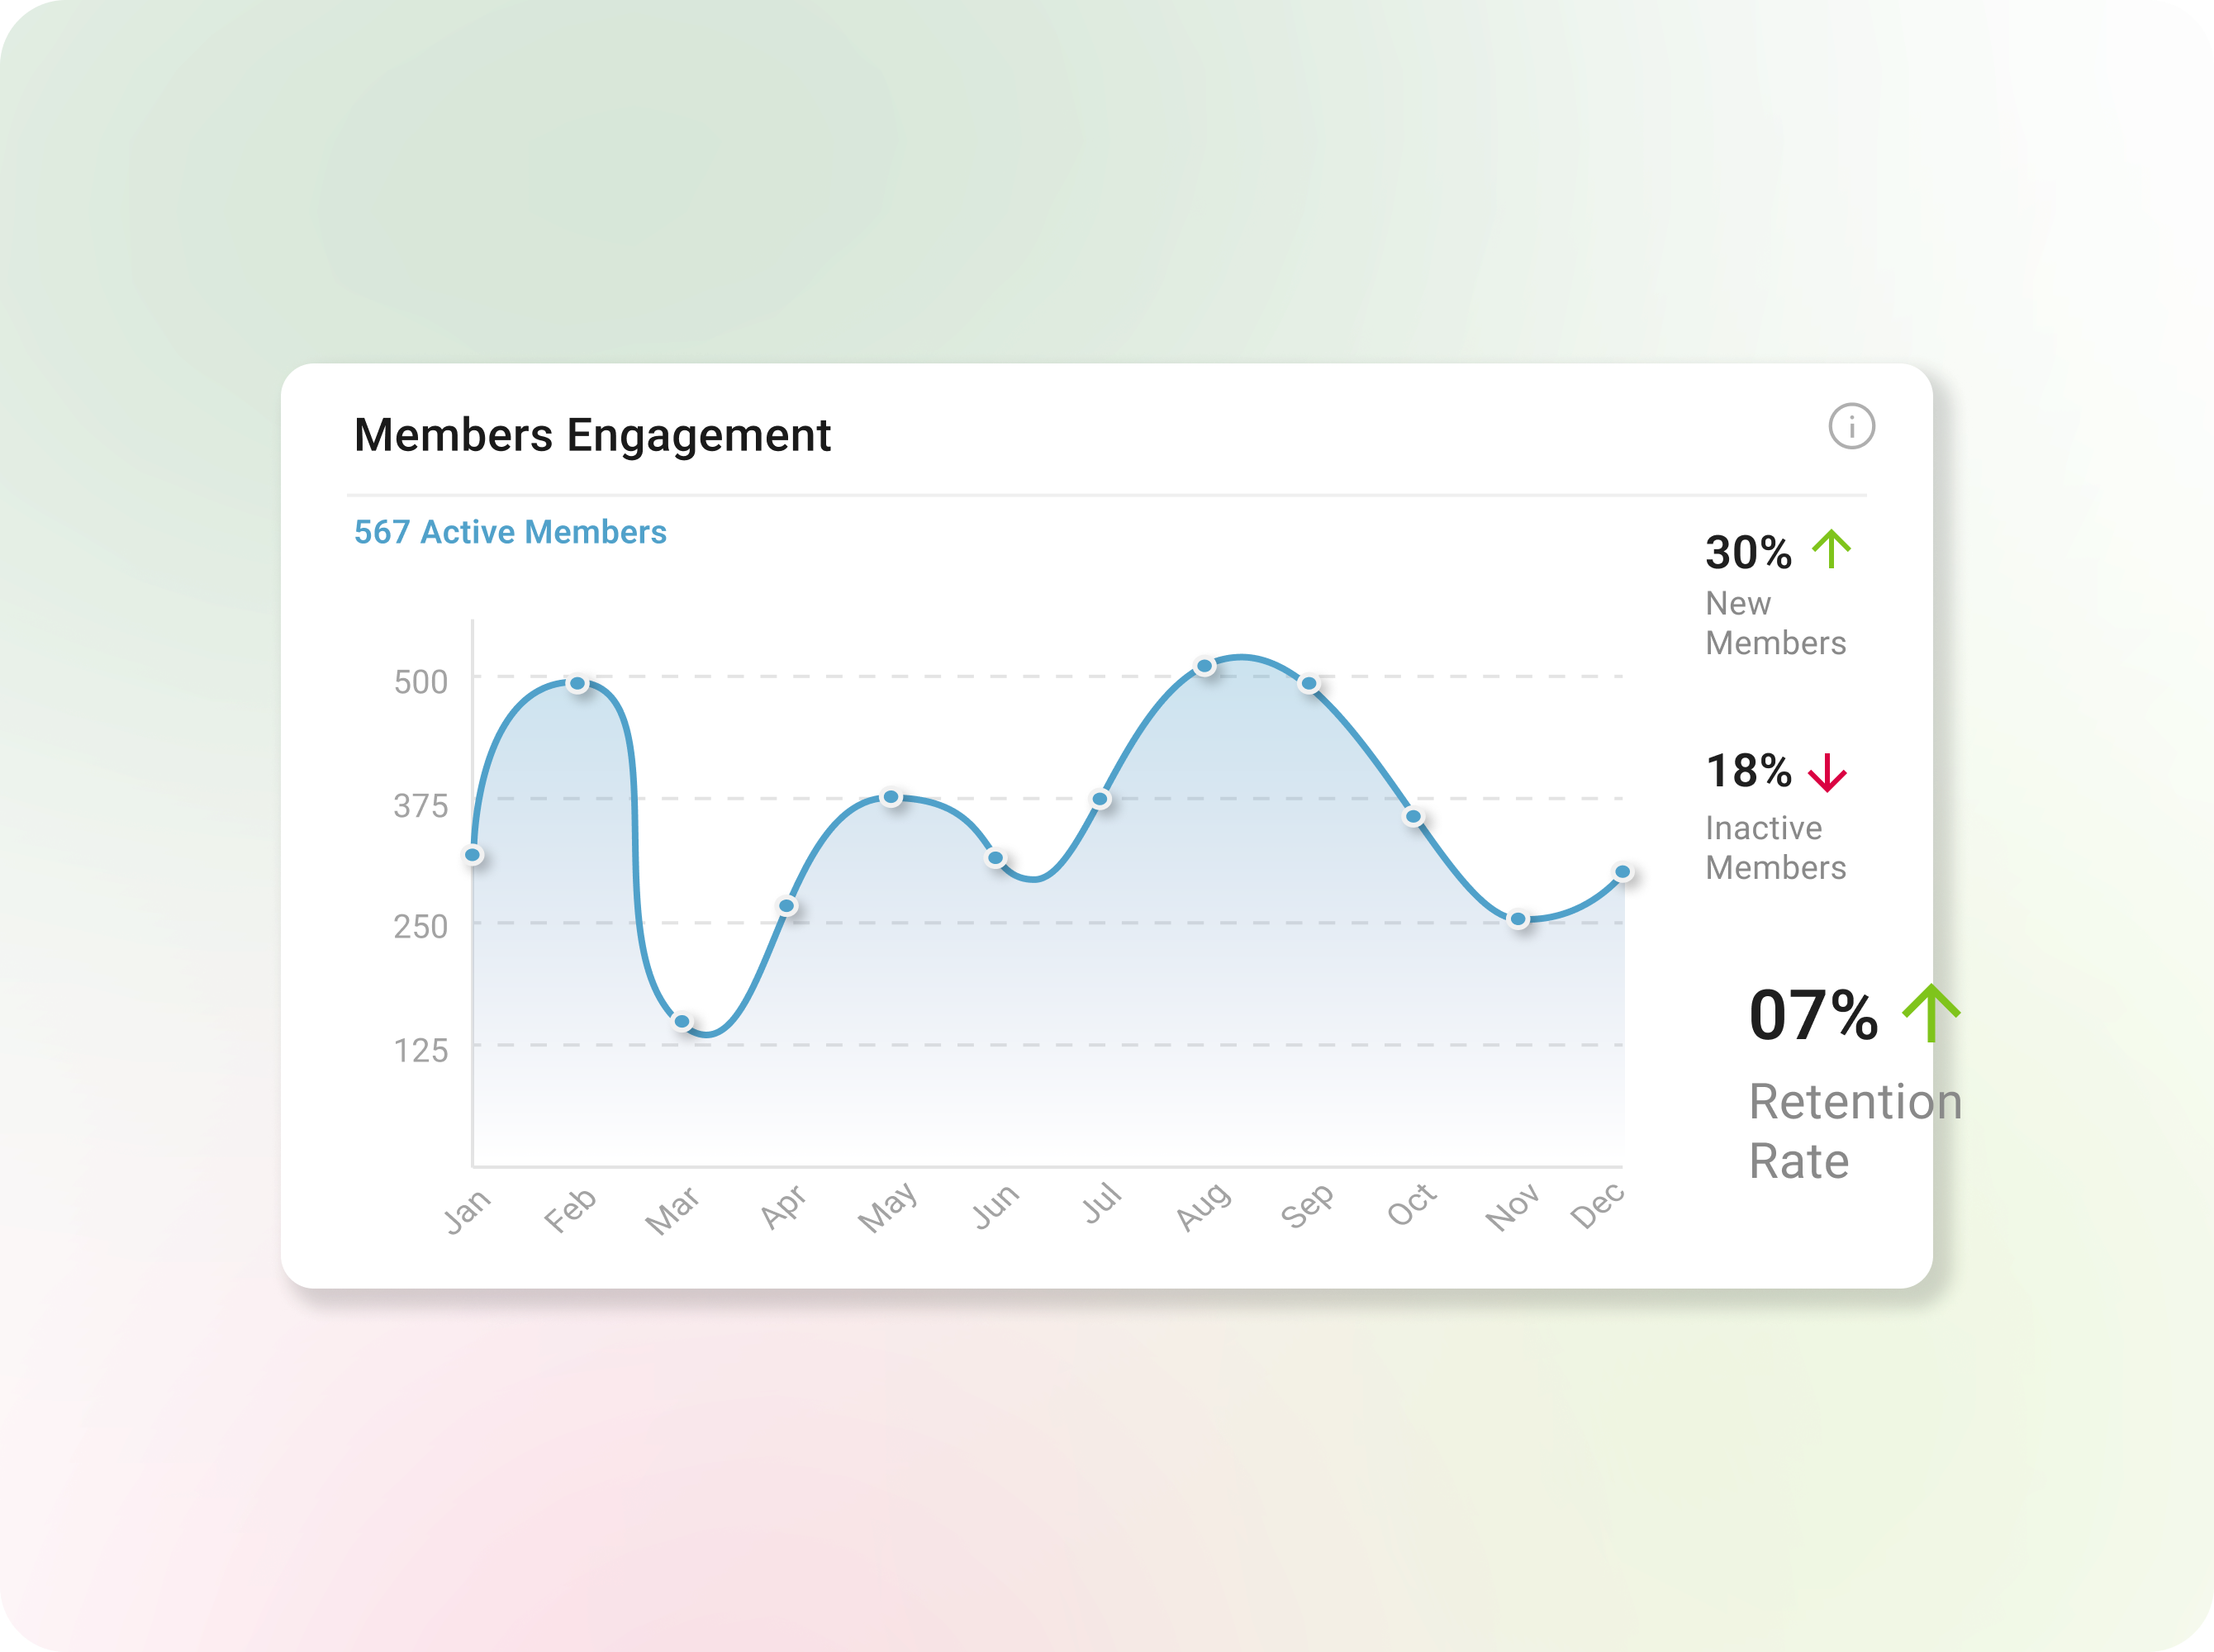 Members Engagement
567 Active Members
30%
New
Members
18%
Inactive
Members
07%
Retention
Rate
500
375
250
125
Jan Feb Mar Apr May Jun Jul Aug Sep Oct Nov Dec